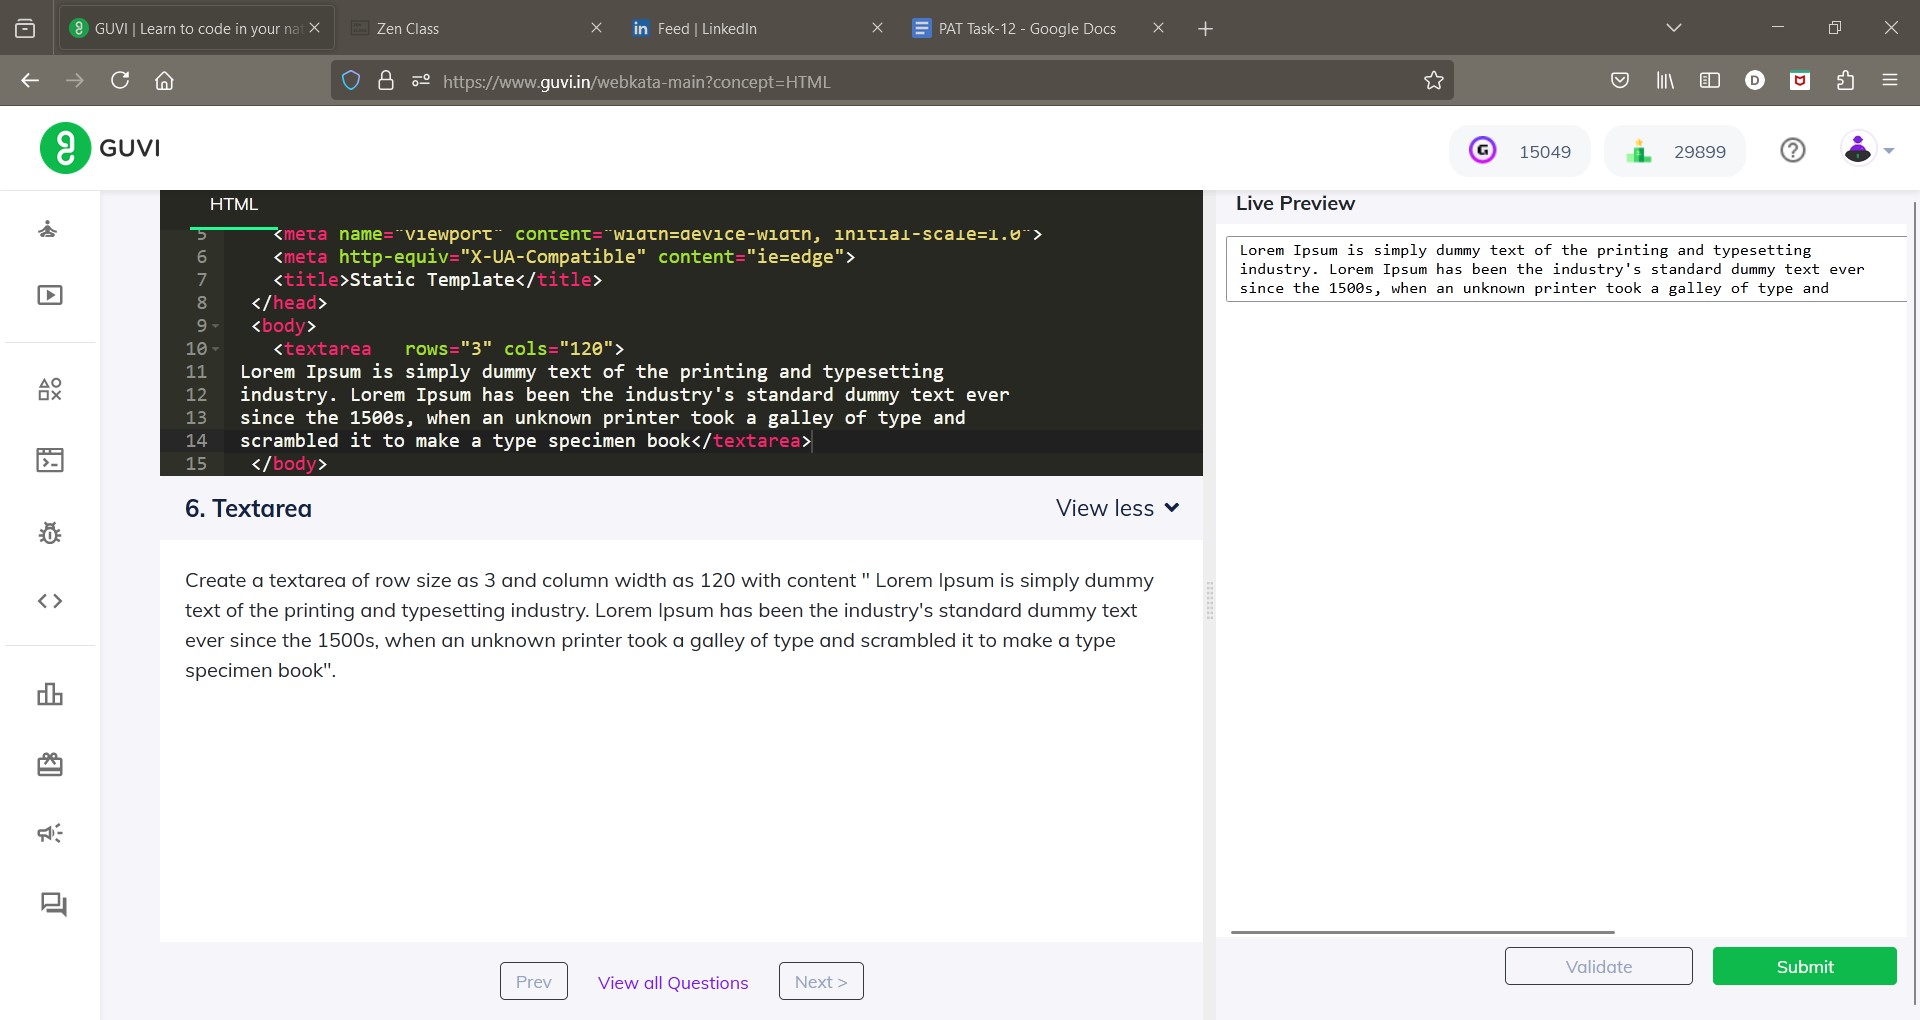 GUVI | Learn to code in your nat
Zen Class
in Feed | LinkedIn
PAT Task-12 - Google Docs
https://www.guvi.in/webkata-main?concept=HTML
D
GUVI
G 15049
29899
HTML
5 <meta name="viewport" content="width=device-width, initial-scale=1.0">
6 <meta http-equiv="X-UA-Compatible" content="ie=edge">
7 <title>Static Template</title>
8 </head>
9 <body>
10 <textarea   rows="3" cols="120">
11 Lorem Ipsum is simply dummy text of the printing and typesetting
12 industry. Lorem Ipsum has been the industry's standard dummy text ever
13 since the 1500s, when an unknown printer took a galley of type and
14 scrambled it to make a type specimen book</textarea>
15 </body>
6. Textarea
View less
Create a textarea of row size as 3 and column width as 120 with content " Lorem Ipsum is simply dummy
text of the printing and typesetting industry. Lorem Ipsum has been the industry's standard dummy text
ever since the 1500s, when an unknown printer took a galley of type and scrambled it to make a type
specimen book".
Prev
View all Questions
Next >
Live Preview
Lorem Ipsum is simply dummy text of the printing and typesetting
industry. Lorem Ipsum has been the industry's standard dummy text ever
since the 1500s, when an unknown printer took a galley of type and
Validate
Submit